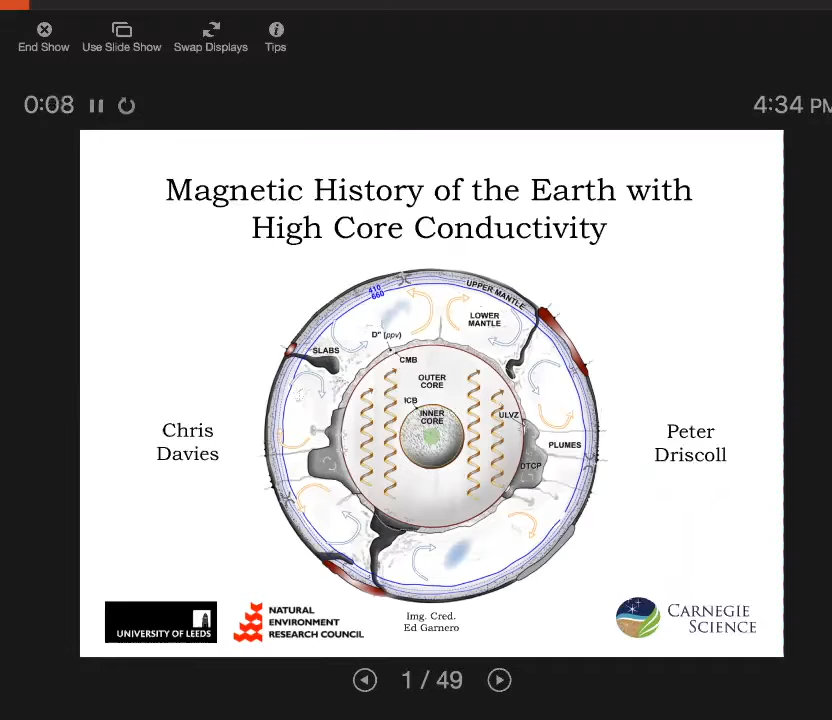 End Show
Use Slide Show
Swap Displays
Tips
0:08
4:34 PM
Magnetic History of the Earth with
High Core Conductivity
410
660
UPPER MANTLE
LOWER
MANTLE
D" (ppv)
SLABS
CMB
OUTER
CORE
ICB
INNER
CORE
ULVZ
PLUMES
DTCP
Chris
Davies
Peter
Driscoll
UNIVERSITY OF LEEDS
NATURAL
ENVIRONMENT
RESEARCH COUNCIL
Img. Cred.
Ed Garnero
CARNEGIE
SCIENCE
1 / 49